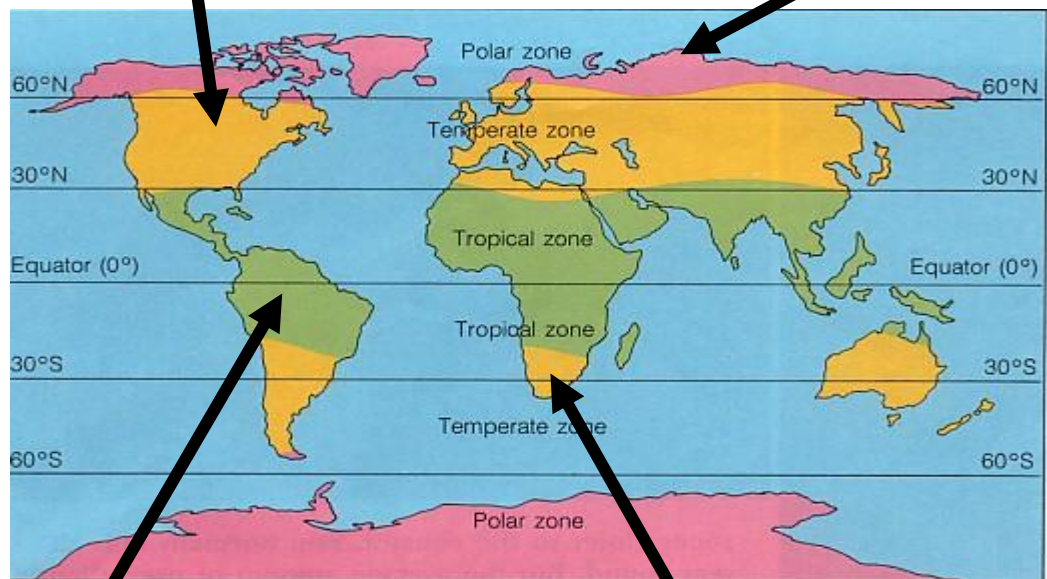 Polar zone
60°N
60°N
Temperate zone
30°N
30°N
Tropical zone
Equator (0°)
Equator (0°)
Tropical zone
30°S
30°S
Temperate zone
60°S
60°S
Polar zone